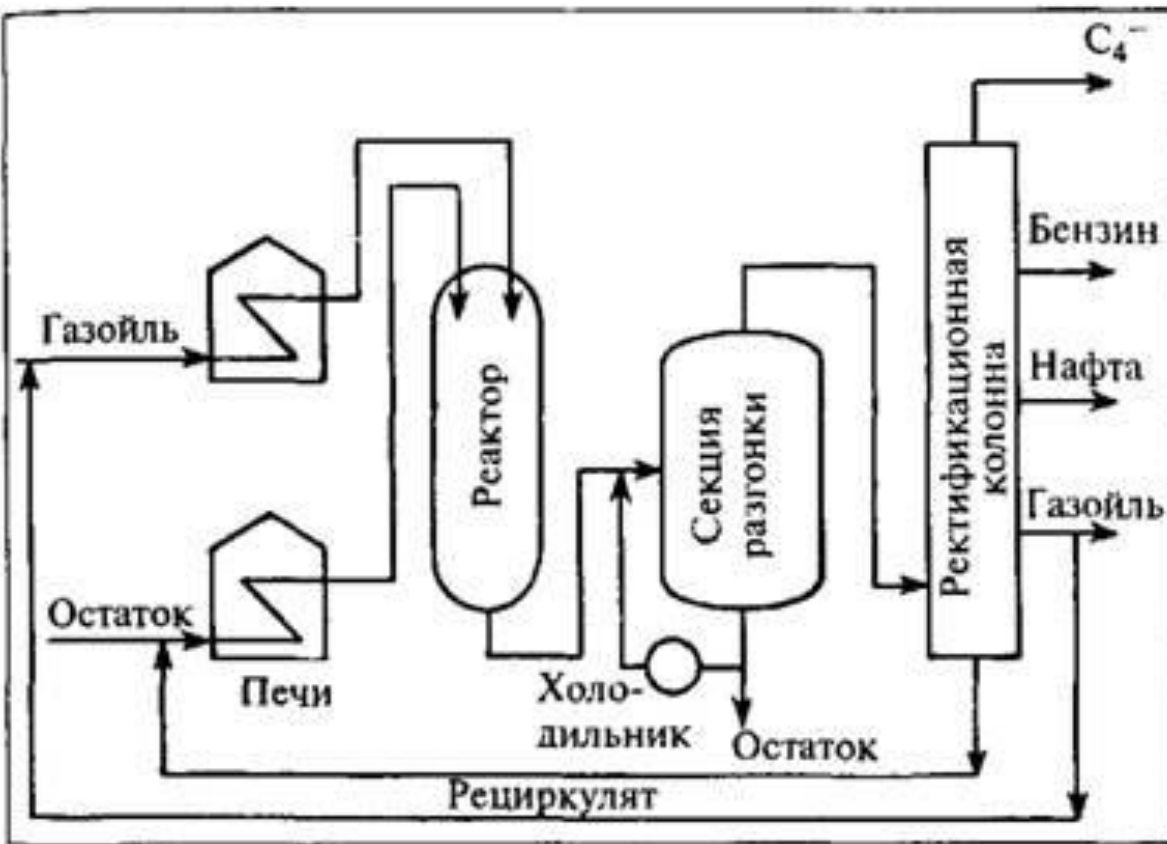 C₄⁻
Бензин
Нафта
Газойль
Ректификационная
колонна
Секция
разгонки
Реактор
Газойль
Остаток
Печи
Холо-
дильник
Остаток
Рециркулят